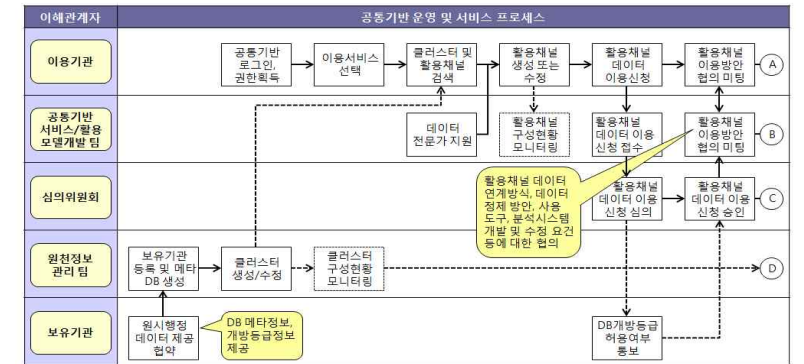 이해관계자
공통기반 운영 및 서비스 프로세스
이용기관
공통기반
로그인,
권한획득
이용서비스
선택
클러스터 및
활용채널
검색
활용채널
생성 또는
수정
활용채널
데이터
이용신청
활용채널
이용방안
협의 미팅
A
공통기반
서비스/활용
모델개발 팀
데이터
전문가 지원
활용채널
구성현황
모니터링
활용채널
데이터 이용
신청 접수
활용채널
이용방안
협의 미팅
B
심의위원회
활용채널 데이터
연계방식, 데이터
정제 방안, 사용
도구, 분석시스템
개발 및 수정 요건
등에 대한 협의
활용채널
데이터 이용
신청 심의
활용채널
데이터 이용
신청 승인
C
원천정보
관리 팀
보유기관
등록 및 메타
DB 생성
클러스터
생성/수정
클러스터
구성현황
모니터링
D
보유기관
원시행정
데이터 제공
협약
DB 메타정보,
개방등급정보
제공
DB개방등급
허용여부
통보